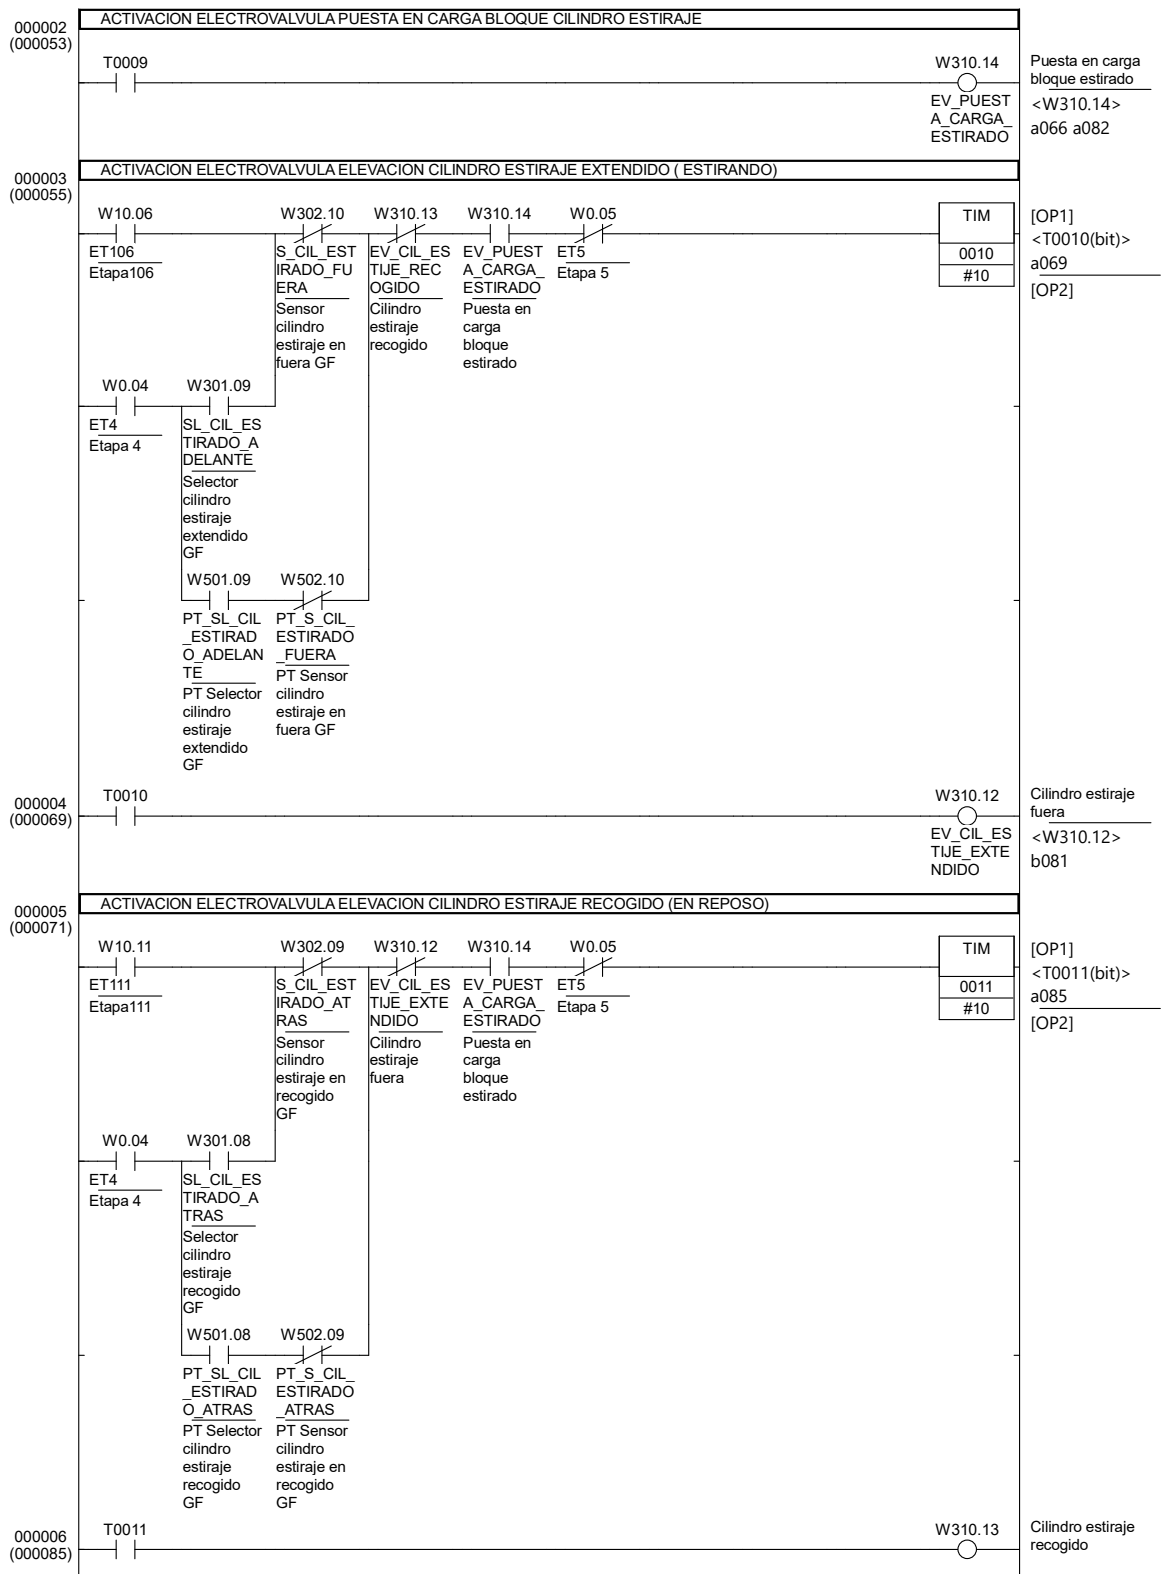 000002
(000053)
ACTIVACION ELECTROVALVULA PUESTA EN CARGA BLOQUE CILINDRO ESTIRAJE
T0009
W310.14
EV_PUEST
A_CARGA_
ESTIRADO
Puesta en carga
bloque estirado
<W310.14>
a066 a082
000003
(000055)
ACTIVACION ELECTROVALVULA ELEVACION CILINDRO ESTIRAJE EXTENDIDO ( ESTIRANDO)
W10.06
ET106
Etapa106
W302.10
S_CIL_EST
IRADO_FU
ERA
Sensor
cilindro
estiraje en
fuera GF
W310.13
EV_CIL_ES
TIJE_REC
OGIDO
Cilindro
estiraje
recogido
W310.14
EV_PUEST
A_CARGA_
ESTIRADO
Puesta en
carga
bloque
estirado
W0.05
ET5
Etapa 5
TIM
0010
#10
[OP1]
<T0010(bit)>
a069
[OP2]
W0.04
ET4
Etapa 4
W301.09
SL_CIL_ES
TIRADO_A
DELANTE
Selector
cilindro
estiraje
extendido
GF
W501.09
PT_SL_CIL
_ESTIRAD
O_ADELAN
TE
PT Selector
cilindro
estiraje
extendido
GF
W502.10
PT_S_CIL_
ESTIRADO
_FUERA
PT Sensor
cilindro
estiraje en
fuera GF
000004
(000069)
T0010
W310.12
EV_CIL_ES
TIJE_EXTE
NDIDO
Cilindro estiraje
fuera
<W310.12>
b081
000005
(000071)
ACTIVACION ELECTROVALVULA ELEVACION CILINDRO ESTIRAJE RECOGIDO (EN REPOSO)
W10.11
ET111
Etapa111
W302.09
S_CIL_EST
IRADO_AT
RAS
Sensor
cilindro
estiraje en
recogido
GF
W310.12
EV_CIL_ES
TIJE_EXTE
NDIDO
Cilindro
estiraje
fuera
W310.14
EV_PUEST
A_CARGA_
ESTIRADO
Puesta en
carga
bloque
estirado
W0.05
ET5
Etapa 5
TIM
0011
#10
[OP1]
<T0011(bit)>
a085
[OP2]
W0.04
ET4
Etapa 4
W301.08
SL_CIL_ES
TIRADO_A
TRAS
Selector
cilindro
estiraje
recogido
GF
W501.08
PT_SL_CIL
_ESTIRAD
O_ATRAS
PT Selector
cilindro
estiraje
recogido
GF
W502.09
PT_S_CIL_
ESTIRADO
_ATRAS
PT Sensor
cilindro
estiraje en
recogido
GF
000006
(000085)
T0011
W310.13
Cilindro estiraje
recogido